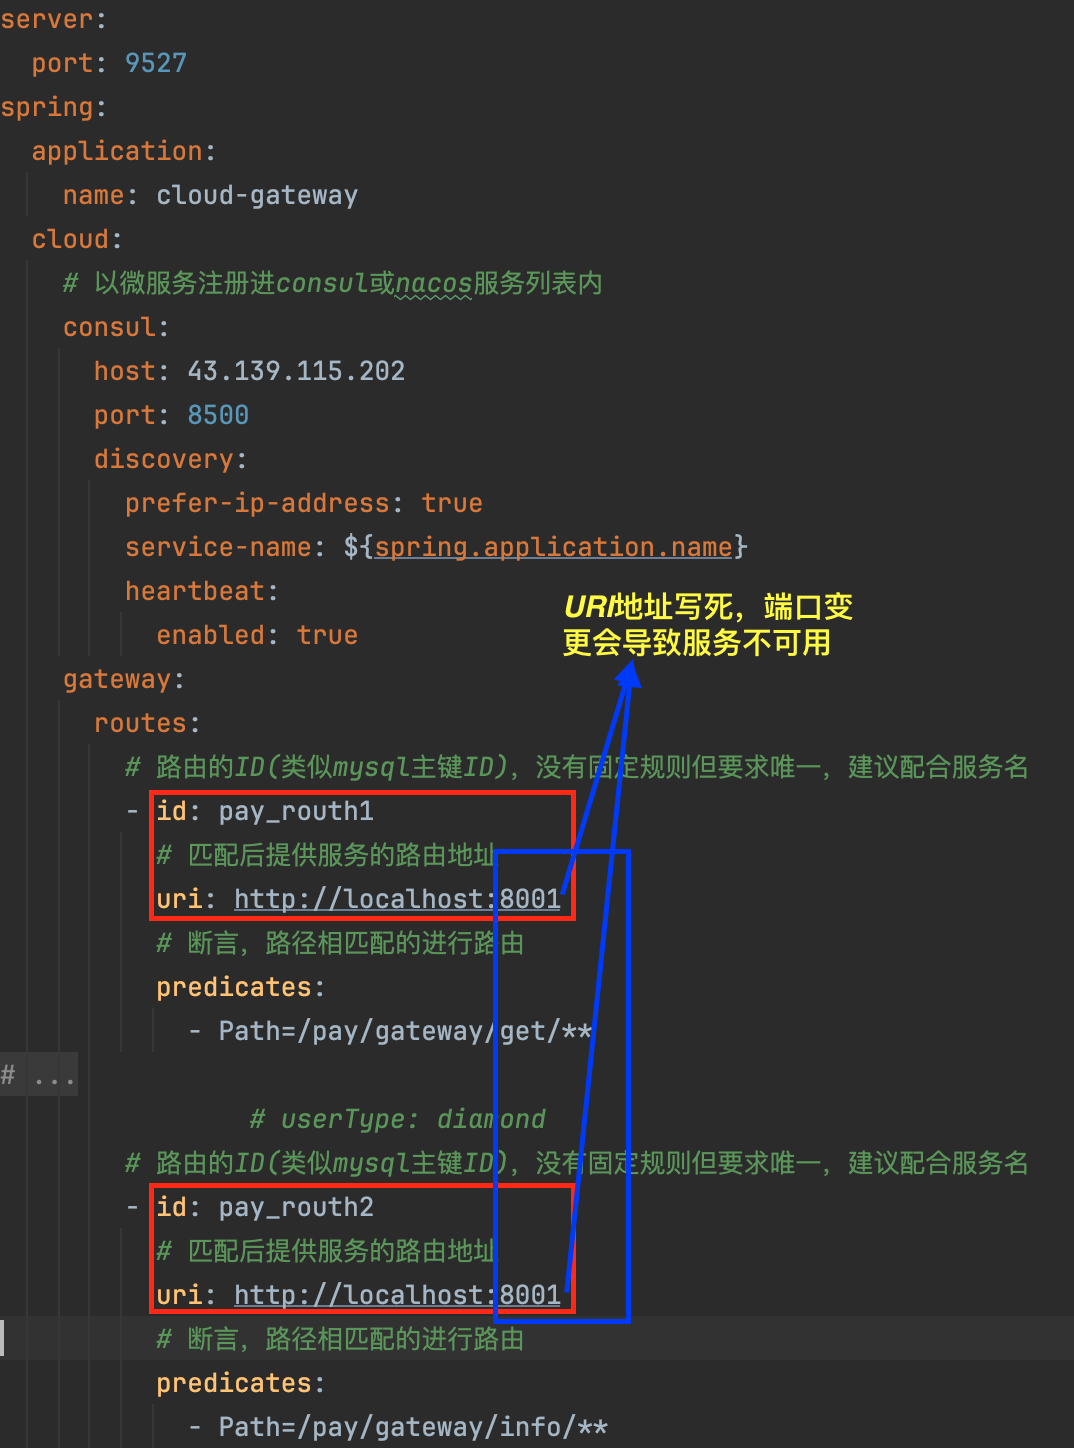 server:
  port: 9527
spring:
  application:
    name: cloud-gateway
  cloud:
    # 以微服务注册进consul或nacos服务列表内
    consul:
      host: 43.139.115.202
      port: 8500
      discovery:
        prefer-ip-address: true
        service-name: ${spring.application.name}
        heartbeat:
          enabled: true
URI地址写死，端口变
更会导致服务不可用
    gateway:
      routes:
        # 路由的ID(类似mysql主键ID)，没有固定规则但要求唯一，建议配合服务名
        - id: pay_routh1
          # 匹配后提供服务的路由地址
          uri: http://localhost:8001
          # 断言，路径相匹配的进行路由
          predicates:
            - Path=/pay/gateway/get/**
# ...
                # userType: diamond
        # 路由的ID(类似mysql主键ID)，没有固定规则但要求唯一，建议配合服务名
        - id: pay_routh2
          # 匹配后提供服务的路由地址
          uri: http://localhost:8001
          # 断言，路径相匹配的进行路由
          predicates:
            - Path=/pay/gateway/info/**